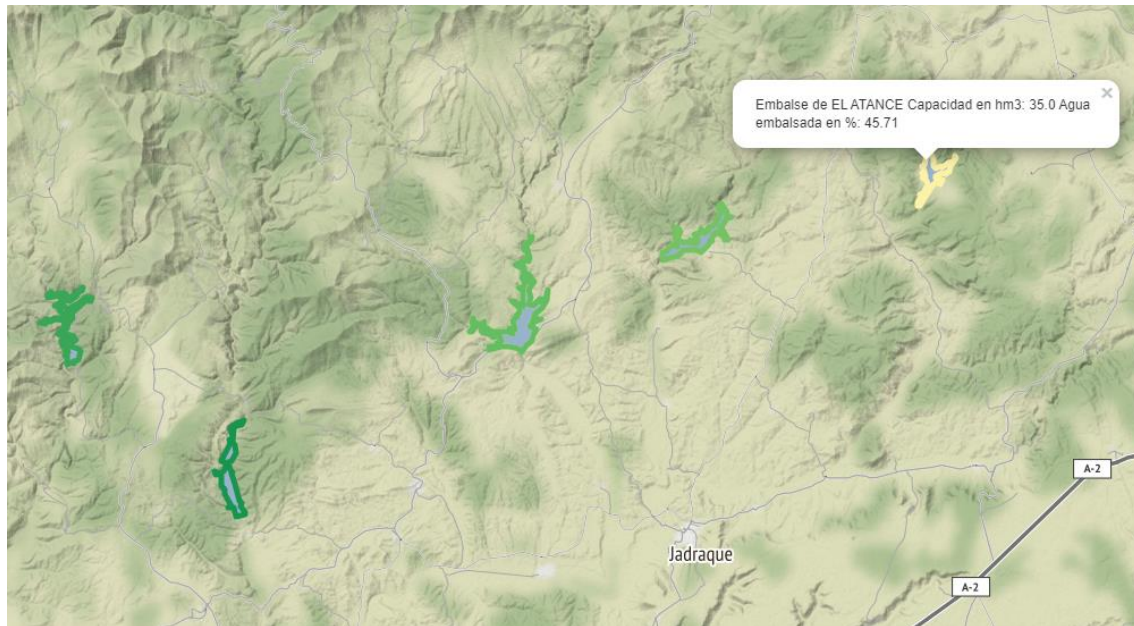 Embalse de EL ATANCE Capacidad en hm3: 35.0 Agua
embalsada en %: 45.71
A-2
Jadraque
A-2